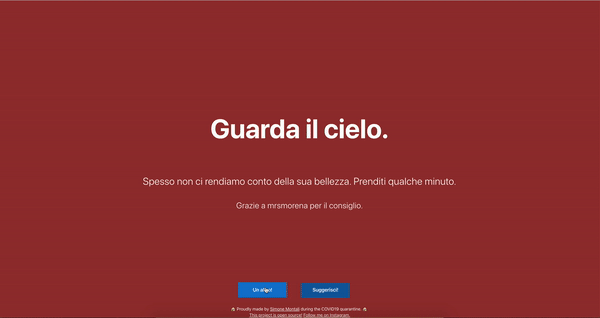 Guarda il cielo.
Spesso non ci rendiamo conto della sua bellezza. Prenditi qualche minuto.
Grazie a mrsmorena per il consiglio.
Un altro! Suggerisci!
Proudly made by Simone Montali during the COVID19 quarantine.
This project is open source! Follow me on Instagram.